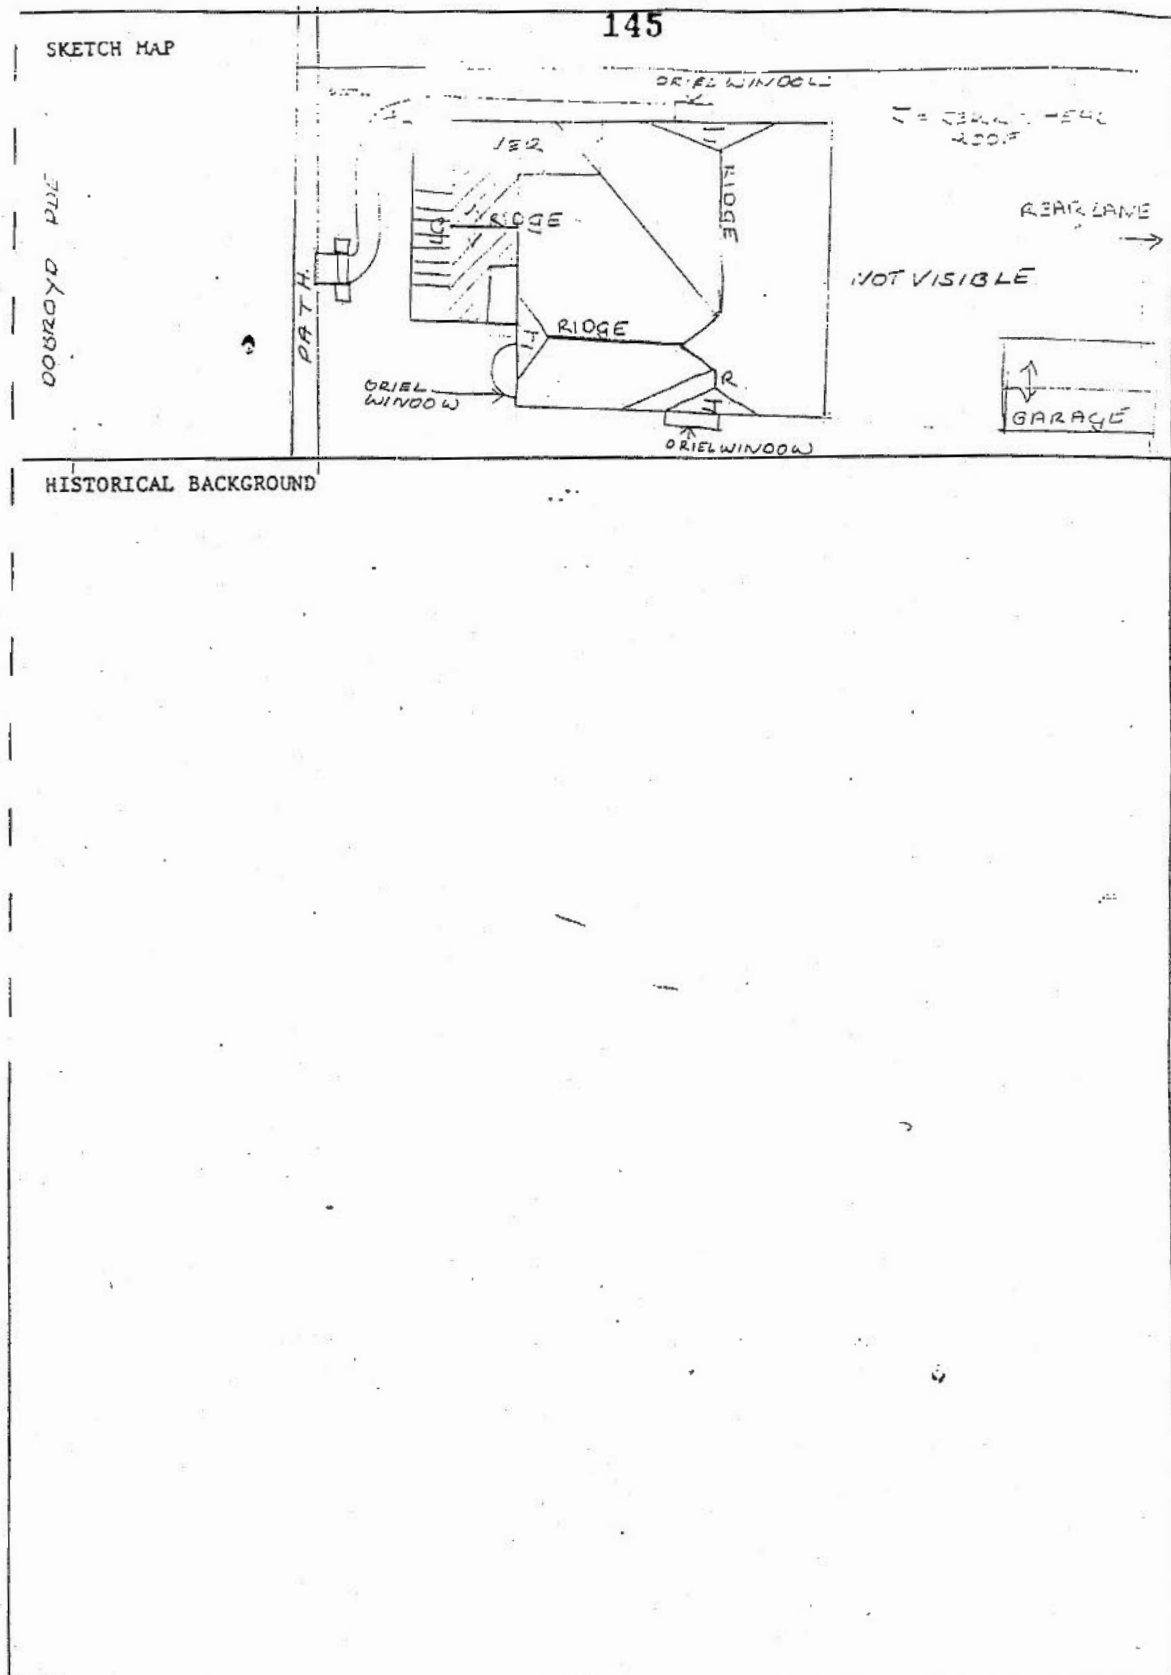 145
SKETCH MAP
ORIEL WINDOW
ROOF
RIDGE
RIDGE
REAR LANE
NOT VISIBLE
DOBROYD
PATH
RIDGE
ORIEL
WINDOW
R
GARAGE
ORIEL WINDOW
HISTORICAL BACKGROUND